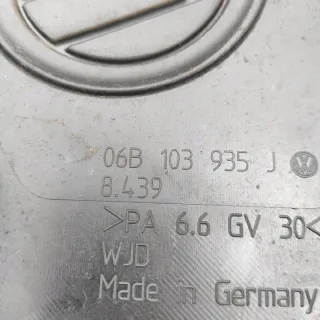 06B 103 935 J
8.439
>PA 6.6 GV 30<
WJD
Made in Germany